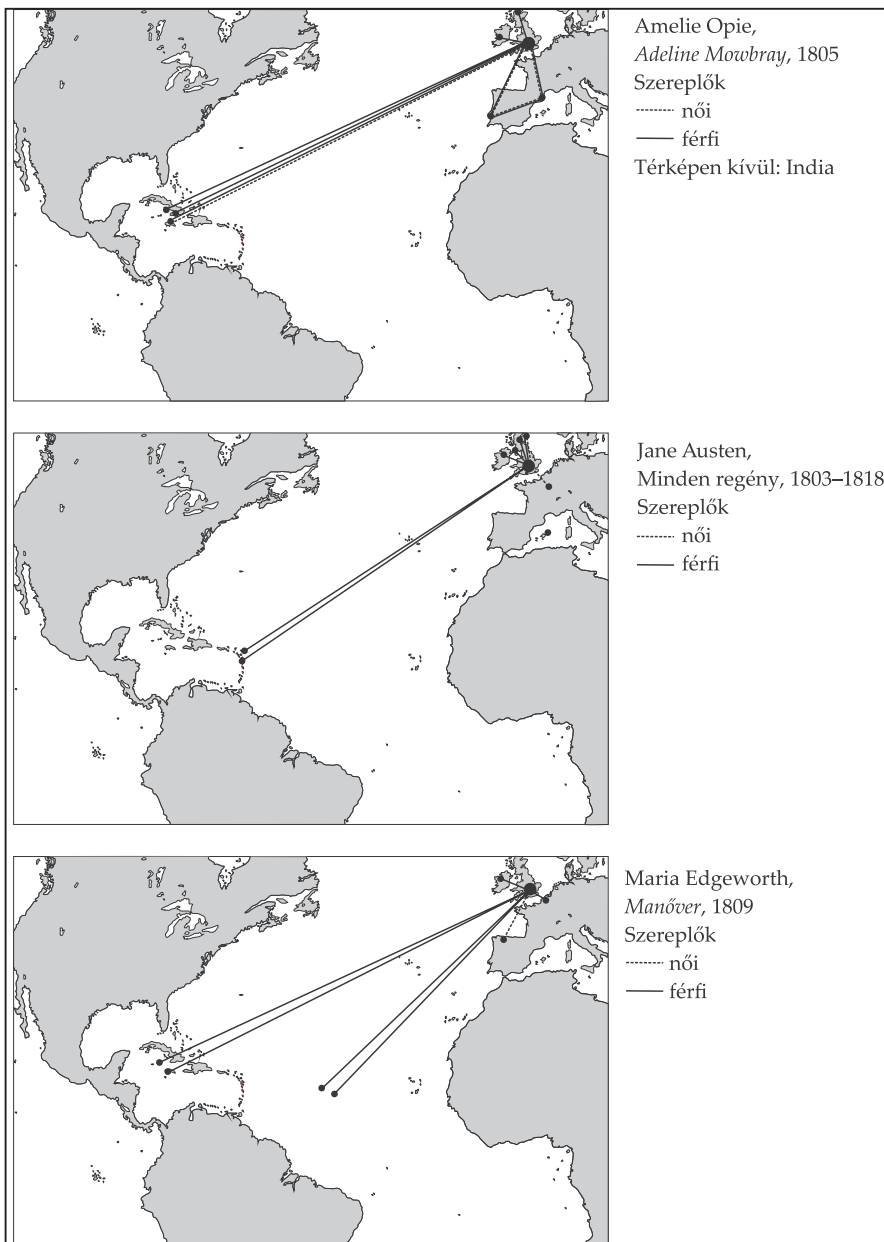 Amelie Opie,
Adeline Mowbray, 1805
Szereplők
női
férfi
Térképen kívül: India
Jane Austen,
Minden regény, 1803–1818
Szereplők
női
férfi
Maria Edgeworth,
Manőver, 1809
Szereplők
női
férfi